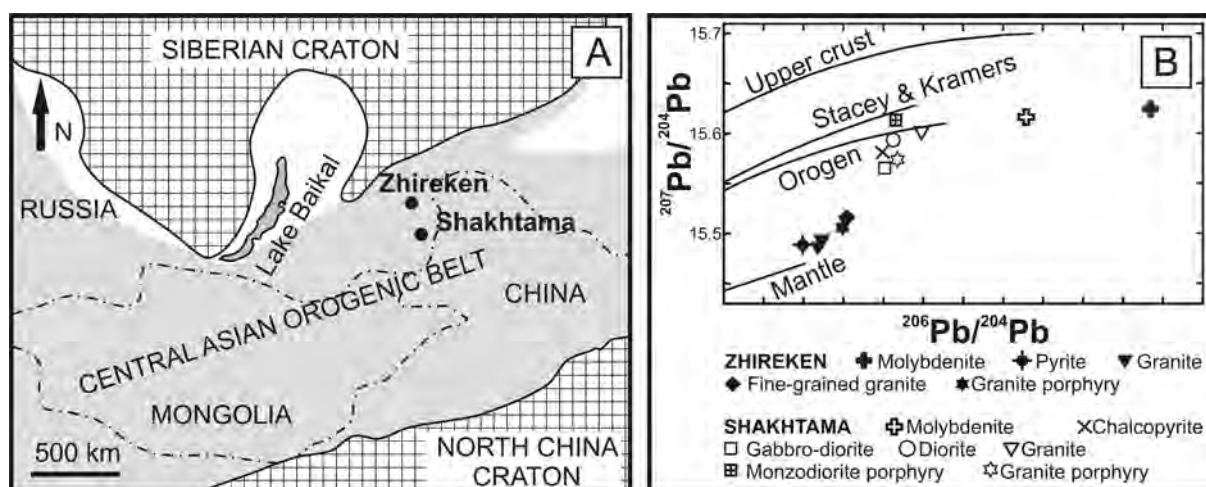 SIBERIAN CRATON
A
N
Zhireken
RUSSIA
Lake Baikal
Shakhtama
CENTRAL ASIAN OROGENIC BELT
CHINA
MONGOLIA
500 km
NORTH CHINA
CRATON
B
15.7
15.6
15.5
207Pb/204Pb
Upper crust
Stacey & Kramers
Orogen
Mantle
206Pb/204Pb
ZHIREKEN Molybdenite Pyrite Granite
Fine-grained granite Granite porphyry
SHAKHTAMA Molybdenite Chalcopyrite
Gabbro-diorite Diorite Granite
Monzodiorite porphyry Granite porphyry